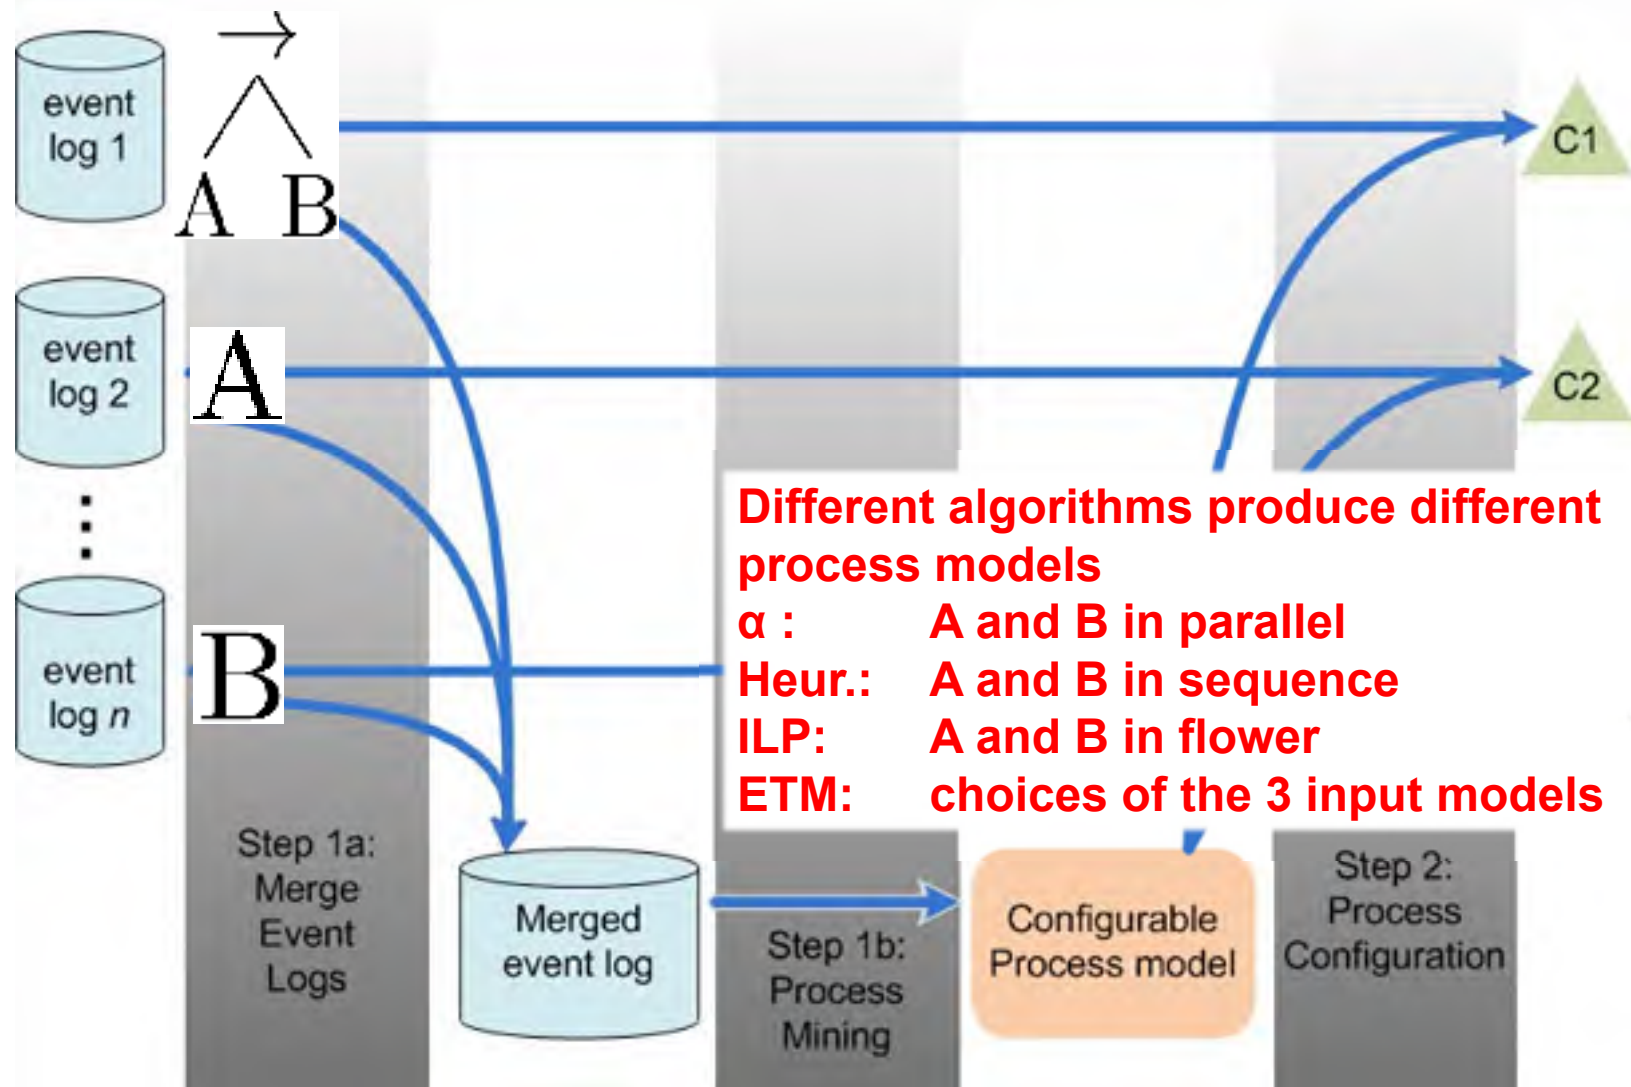 event
log 1
→
A B
C1
event
log 2
A
C2
event
log n
B
Different algorithms produce different
process models
α : A and B in parallel
Heur.: A and B in sequence
ILP: A and B in flower
ETM: choices of the 3 input models
Step 1a:
Merge
Event
Logs
Merged
event log
Step 1b:
Process
Mining
Configurable
Process model
Step 2:
Process
Configuration